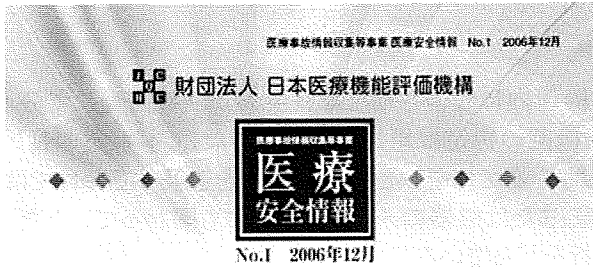 医療事故情報収集等事業 医療安全情報 No.1 2006年12月
財団法人 日本医療機能評価機構
医療事故情報収集等事業
医療
安全情報
No.1 2006年12月